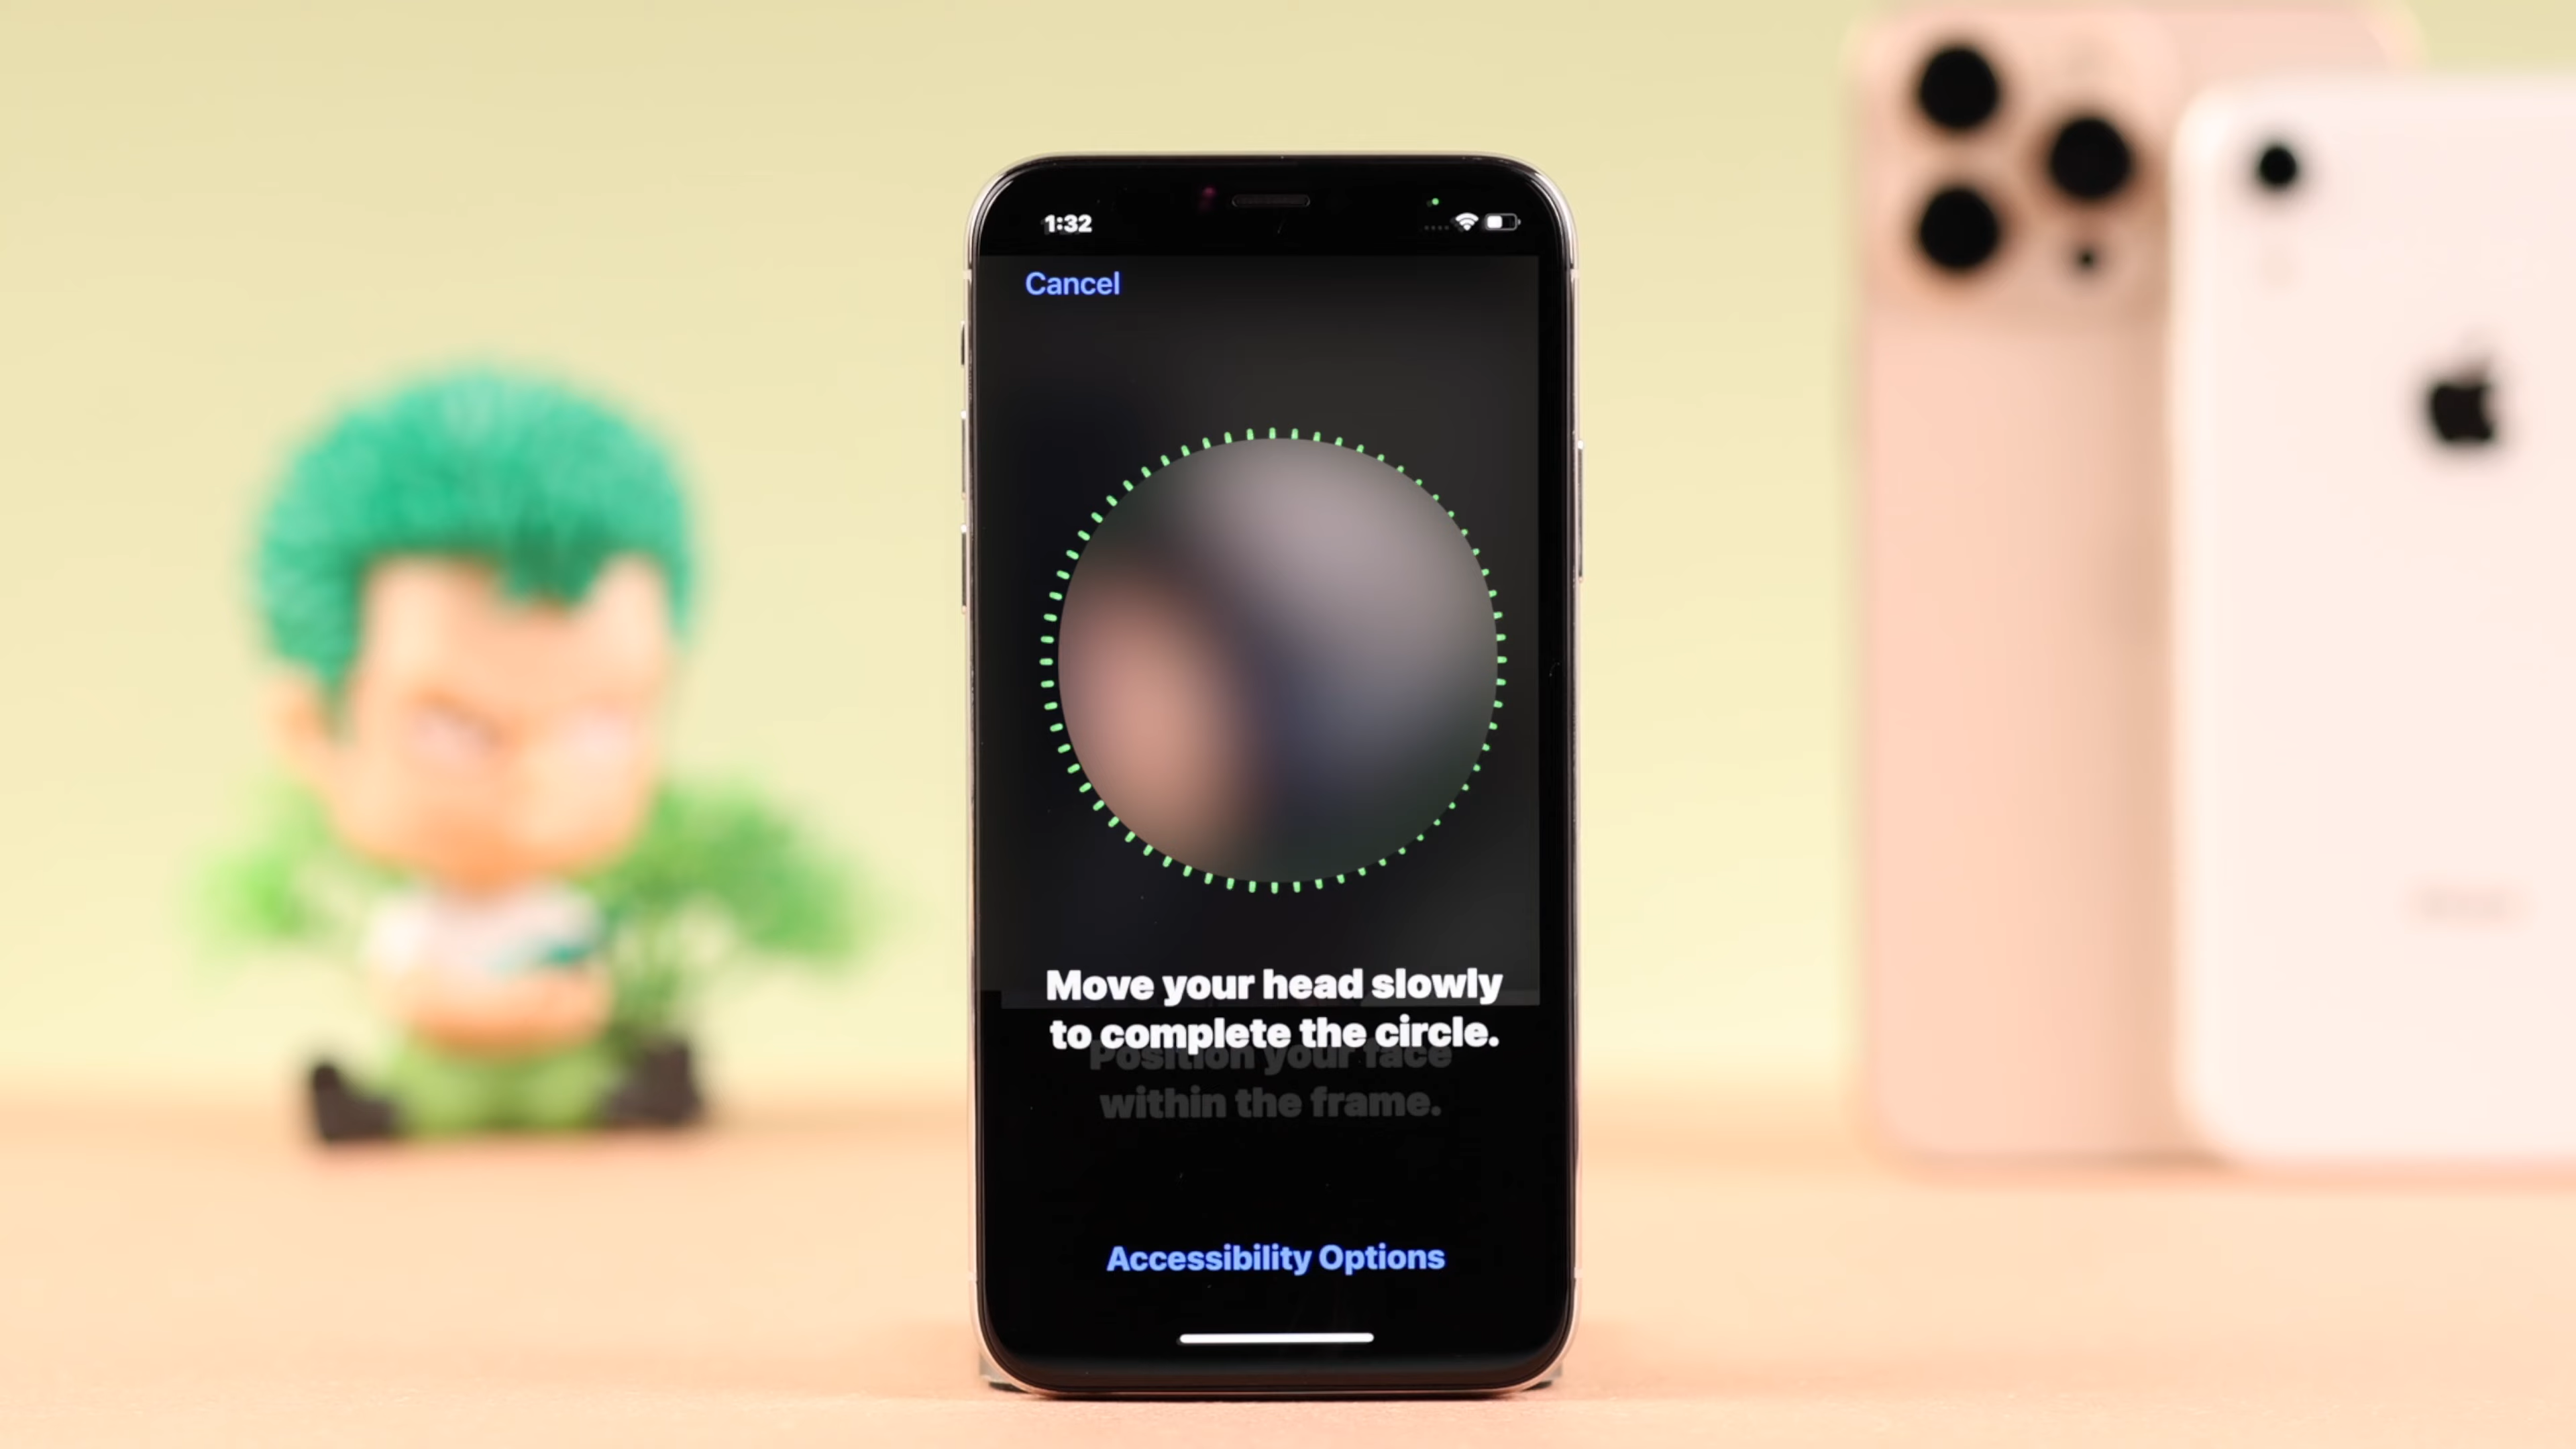 1:32
Cancel
Move your head slowly
to complete the circle.
Position your face
within the frame.
Accessibility Options